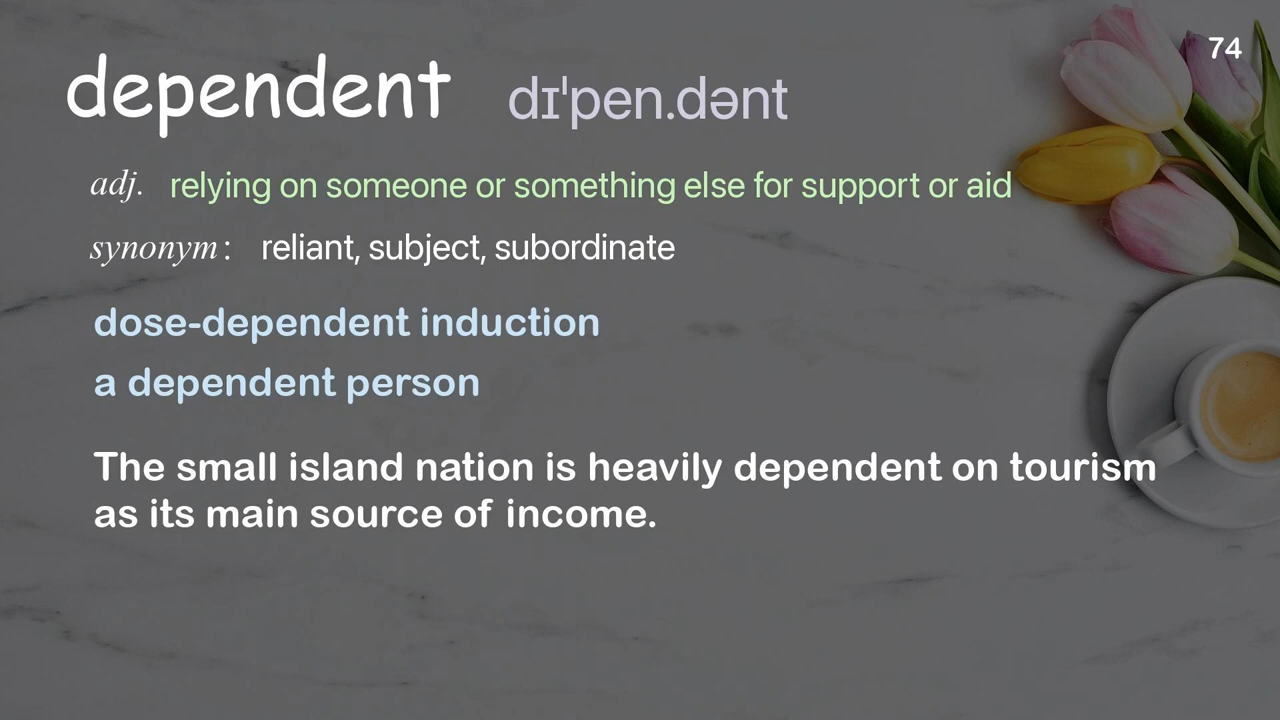 74
dependent dɪˈpen.dənt
adj. relying on someone or something else for support or aid
synonym: reliant, subject, subordinate
dose-dependent induction
a dependent person
The small island nation is heavily dependent on tourism
as its main source of income.